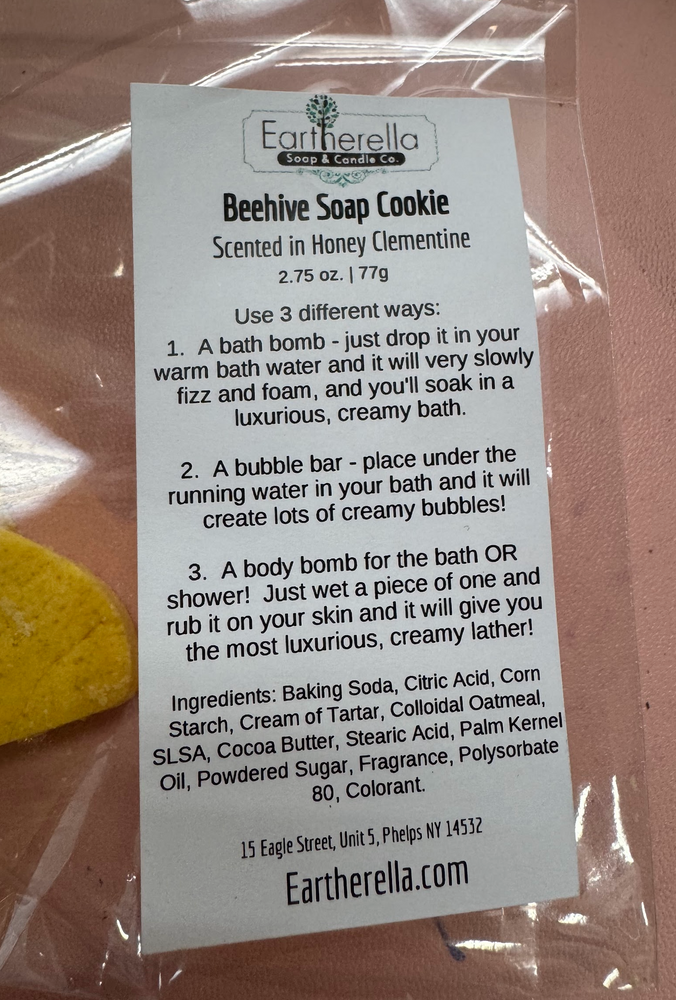 Eartherella
Soap & Candle Co.
Beehive Soap Cookie
Scented in Honey Clementine
2.75 oz. | 77g
Use 3 different ways:
1. A bath bomb - just drop it in your
warm bath water and it will very slowly
fizz and foam, and you'll soak in a
luxurious, creamy bath.
2. A bubble bar - place under the
running water in your bath and it will
create lots of creamy bubbles!
3. A body bomb for the bath OR
shower! Just wet a piece of one and
rub it on your skin and it will give you
the most luxurious, creamy lather!
Ingredients: Baking Soda, Citric Acid, Corn
Starch, Cream of Tartar, Colloidal Oatmeal,
SLSA, Cocoa Butter, Stearic Acid, Palm Kernel
Oil, Powdered Sugar, Fragrance, Polysorbate
80, Colorant.
15 Eagle Street, Unit 5, Phelps NY 14532
Eartherella.com